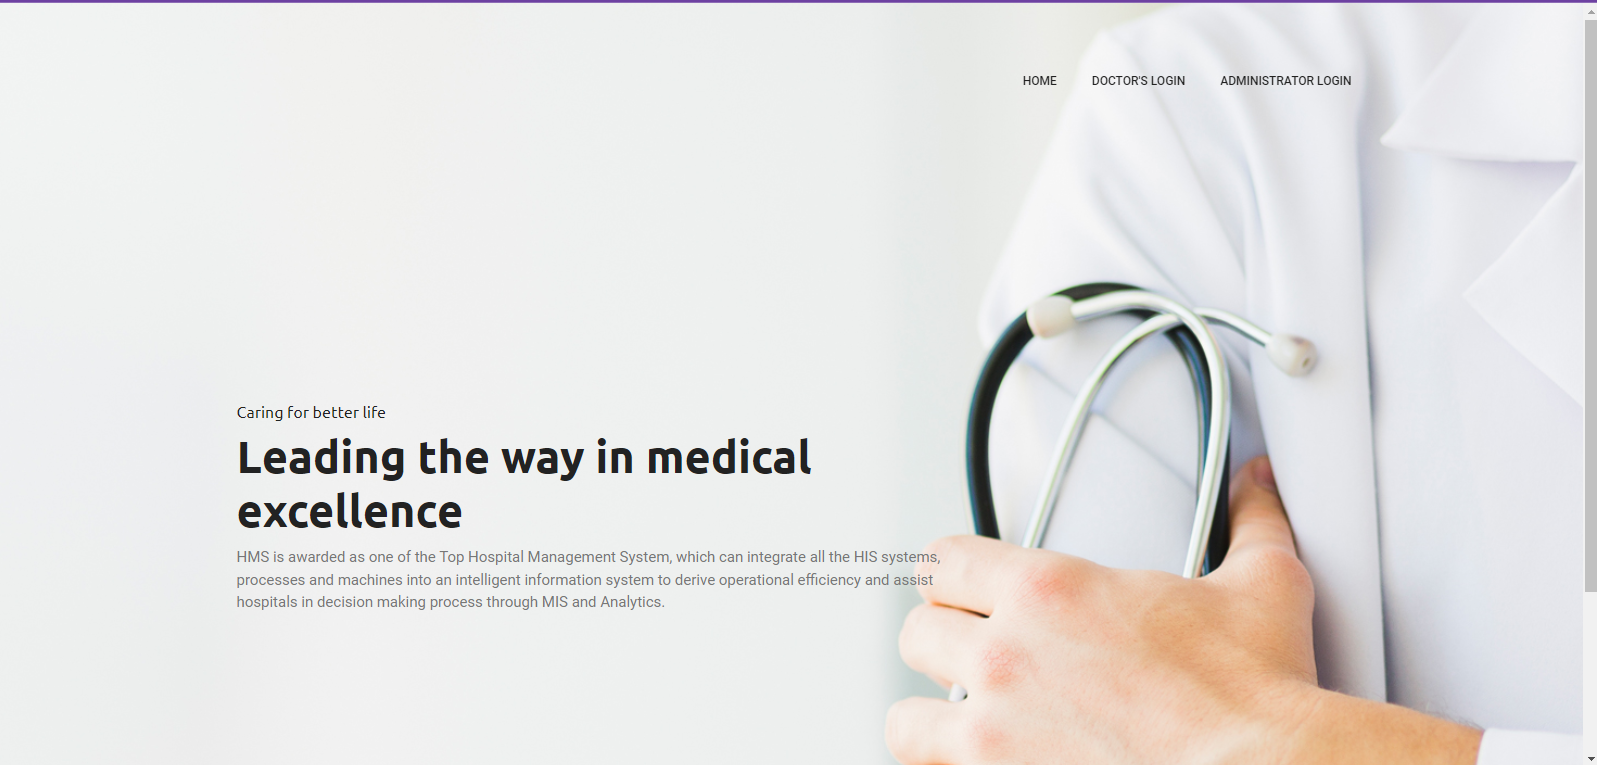 HOME DOCTOR'S LOGIN ADMINISTRATOR LOGIN
Caring for better life
Leading the way in medical
excellence
HMS is awarded as one of the Top Hospital Management System, which can integrate all the HIS systems,
processes and machines into an intelligent information system to derive operational efficiency and assist
hospitals in decision making process through MIS and Analytics.